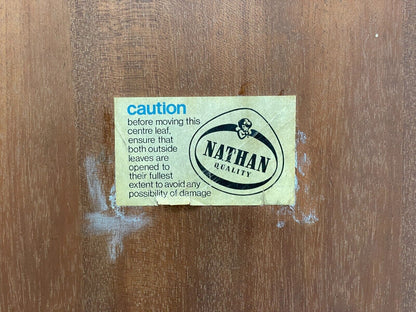 caution
before moving this
centre leaf,
ensure that
both outside
leaves are
opened to
their fullest
extent to avoid any
possibility of damage
NATHAN
QUALITY